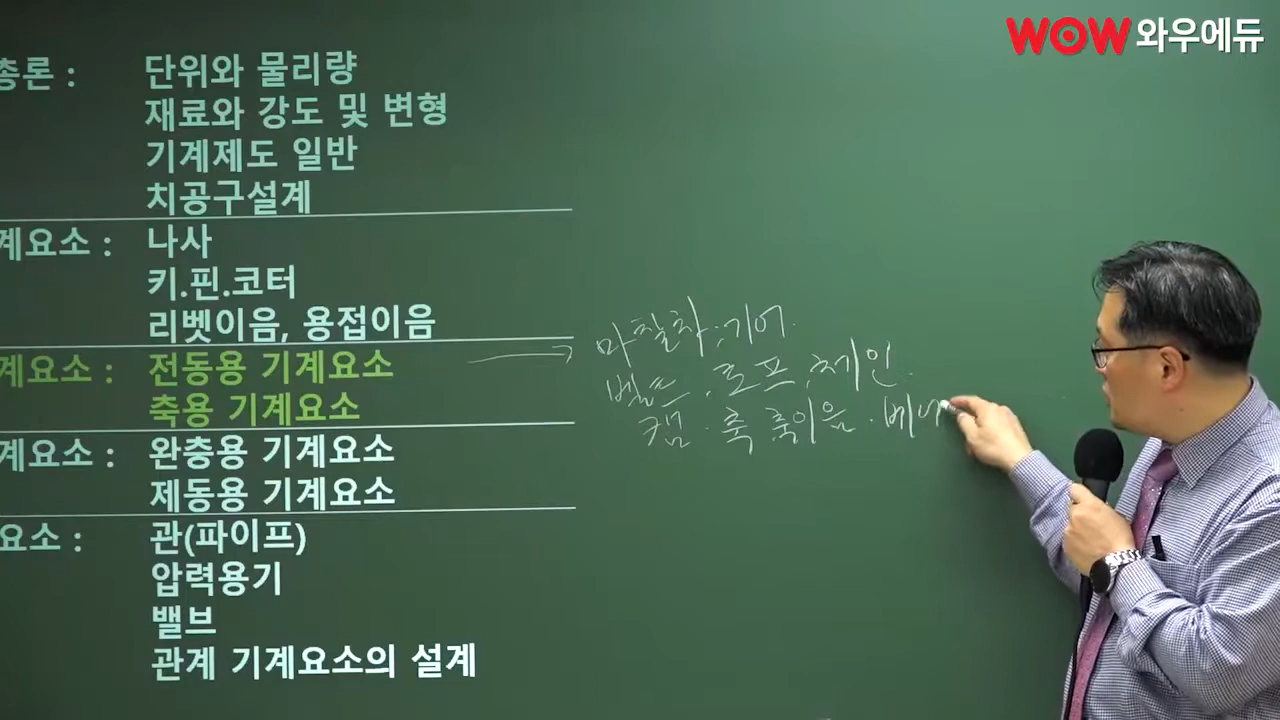 WOW 와우에듀
총론 : 단위와 물리량
재료와 강도 및 변형
기계제도 일반
치공구설계
계요소 : 나사
키.핀.코터
리벳이음, 용접이음
계요소 : 전동용 기계요소
축용 기계요소
계요소 : 완충용 기계요소
제동용 기계요소
요소 : 관(파이프)
압력용기
밸브
관계 기계요소의 설계
마찰차.기어.
벨트.로프.체인.
캠.축 축이음.베어